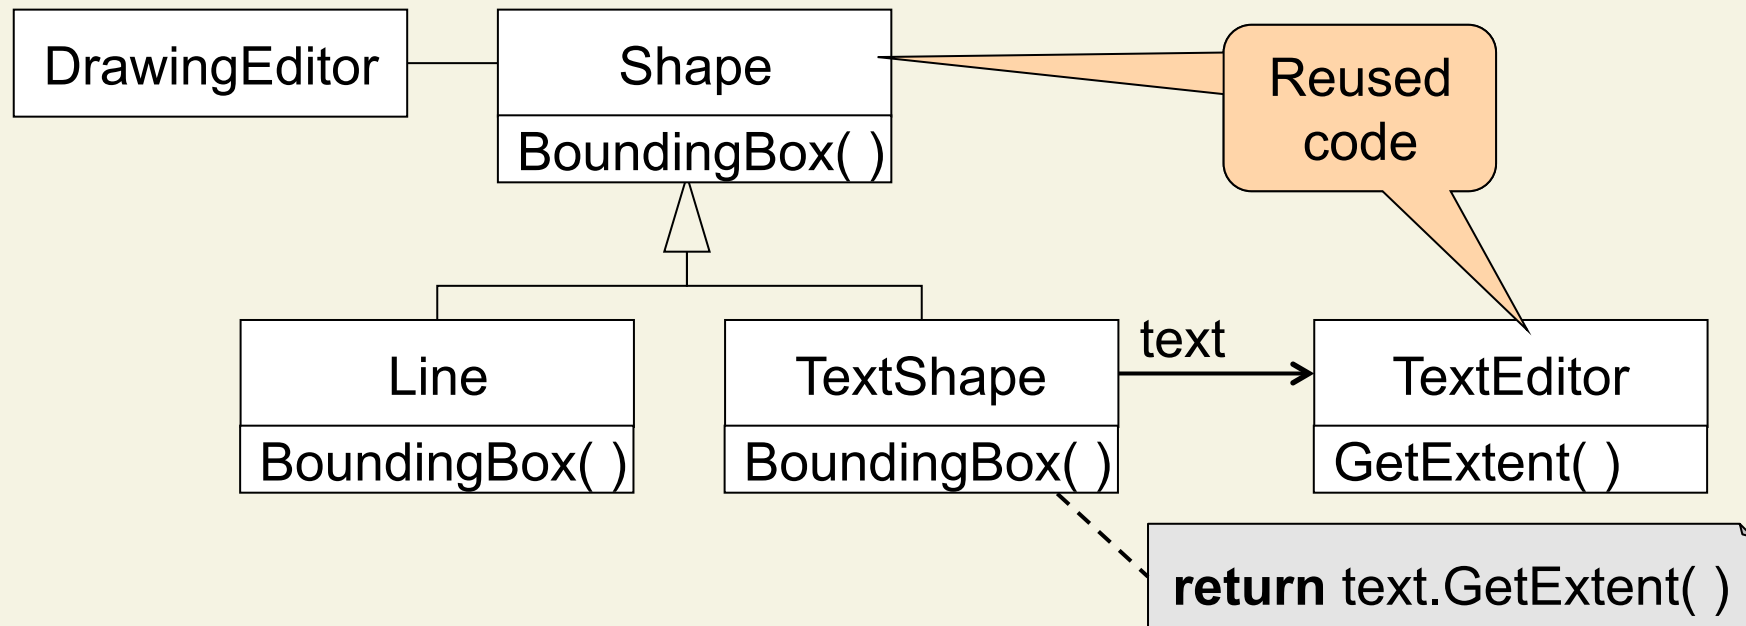 DrawingEditor
Shape
BoundingBox( )
Reused
code
Line
BoundingBox( )
TextShape
BoundingBox( )
text
TextEditor
GetExtent( )
return text.GetExtent( )